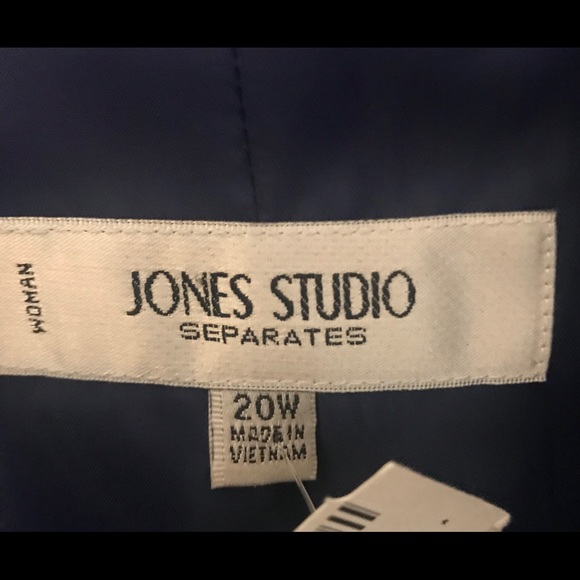 WOMAN
JONES STUDIO
SEPARATES
20W
MADE IN
VIETNAM